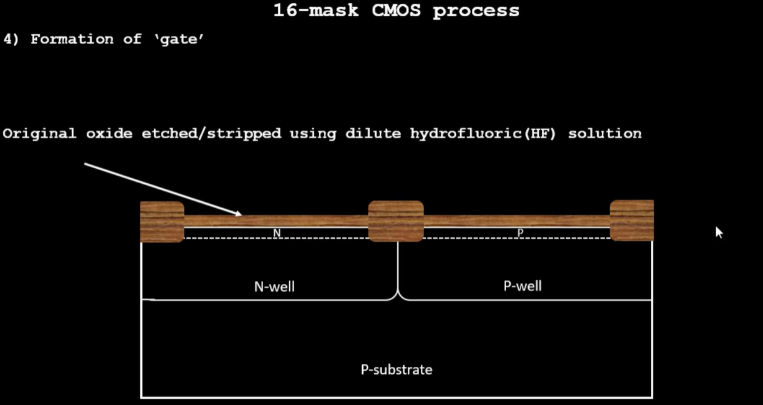 16-mask CMOS process
4) Formation of ‘gate’
Original oxide etched/stripped using dilute hydrofluoric(HF) solution
N
P
N-well
P-well
P-substrate